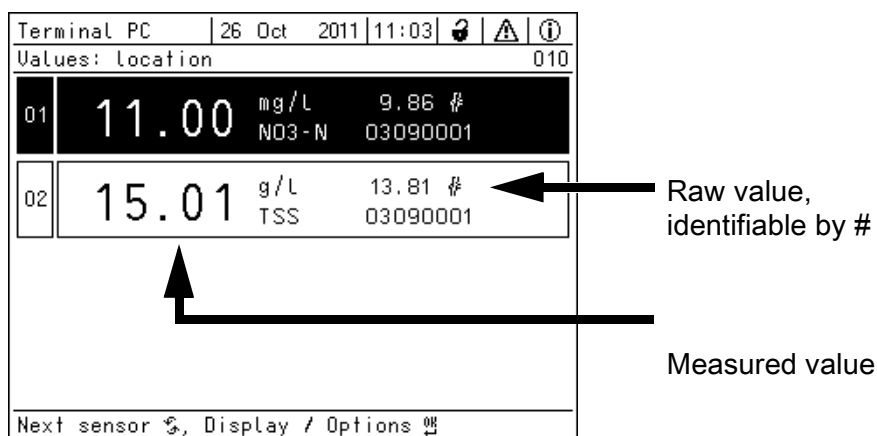 Terminal PC 26 Oct 2011 11:03
Values: location 010
01 11.00 mg/l 9.86 #
NO3-N 03090001
02 15.01 g/l 13.81 #
TSS 03090001
Raw value,
identifiable by #
Measured value
Next sensor , Display / Options OK